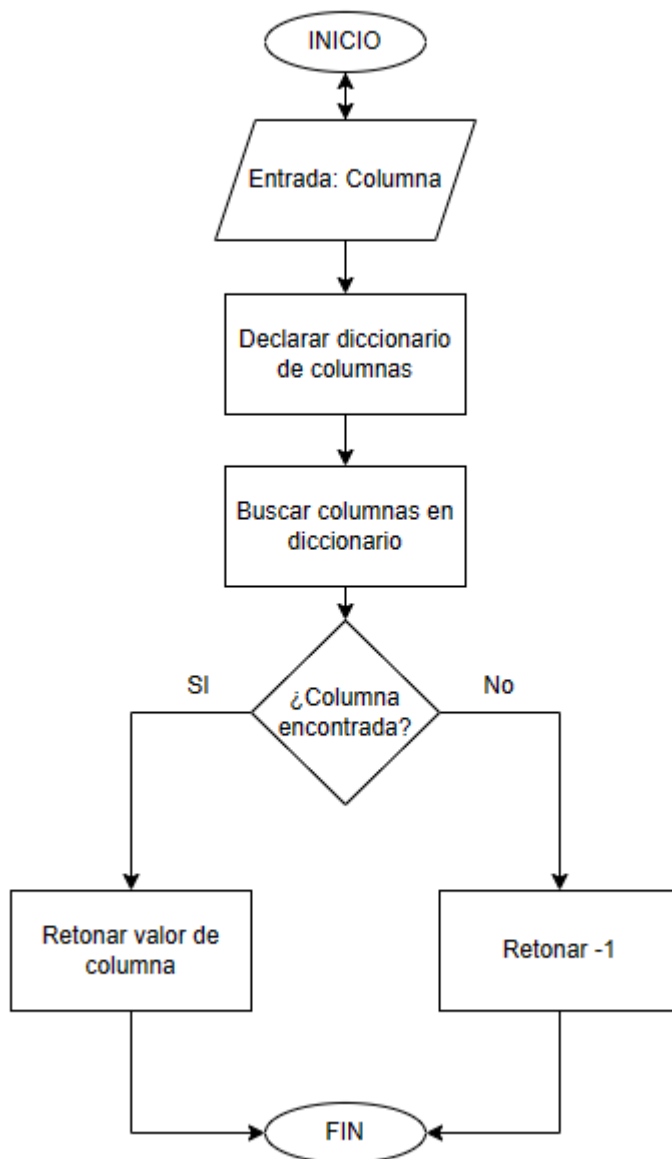 INICIO
Entrada: Columna
Declarar diccionario
de columnas
Buscar columnas en
diccionario
SI
No
¿Columna
encontrada?
Retonar valor de
columna
Retonar -1
FIN